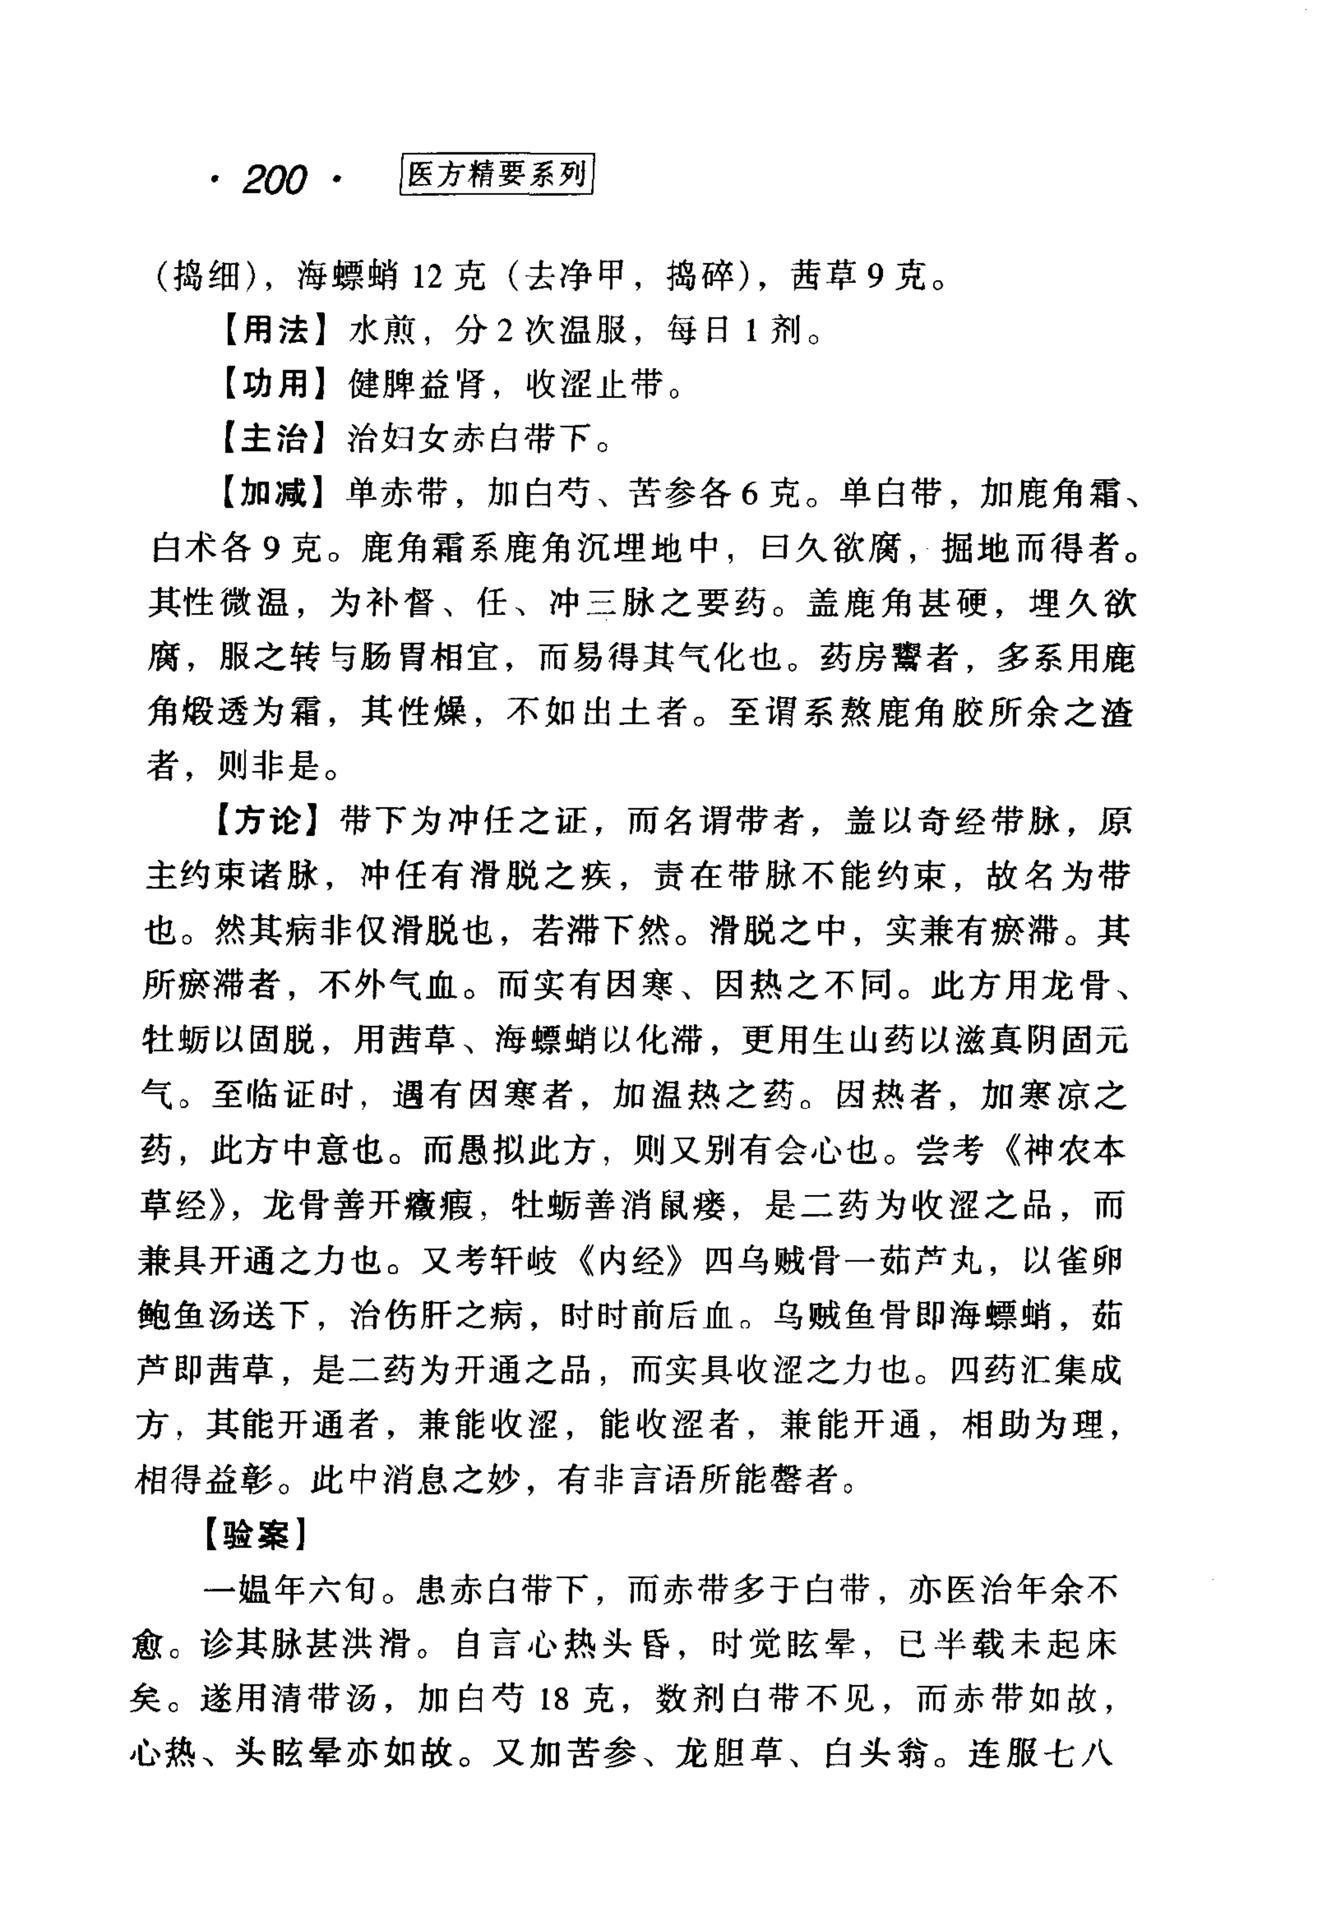 · 200 · 医方精要系列
(捣细)，海螵蛸 12 克（去净甲，捣碎)，茜草 9 克。
【用法】水煎，分 2 次温服，每日 1 剂。
【功用】健脾益肾，收涩止带。
【主治】治妇女赤白带下。
【加减】单赤带，加白芍、苦参各 6 克。单白带，加鹿角霜、
白术各 9 克。鹿角霜系鹿角沉埋地中，曰久欲腐，掘地而得者。
其性微温，为补督、任、冲三脉之要药。盖鹿角甚硬，埋久欲
腐，服之转与肠胃相宜，而易得其气化也。药房鬻者，多系用鹿
角煅透为霜，其性燥，不如出土者。至谓系熬鹿角胶所余之渣
者，则非是。
【方论】带下为冲任之证，而名谓带者，盖以奇经带脉，原
主约束诸脉，冲任有滑脱之疾，责在带脉不能约束，故名为带
也。然其病非仅滑脱也，若滞下然。滑脱之中，实兼有瘀滞。其
所瘀滞者，不外气血。而实有因寒、因热之不同。此方用龙骨、
牡蛎以固脱，用茜草、海螵蛸以化滞，更用生山药以滋真阴固元
气。至临证时，遇有因寒者，加温热之药。因热者，加寒凉之
药，此方中意也。而愚拟此方，则又别有会心也。尝考《神农本
草经》，龙骨善开癥瘕，牡蛎善消鼠瘘，是二药为收涩之品，而
兼具开通之力也。又考轩岐《内经》四乌贼骨一茹芦丸，以雀卵
鲍鱼汤送下，治伤肝之病，时时前后血。乌贼鱼骨即海螵蛸，茹
芦即茜草，是二药为开通之品，而实具收涩之力也。四药汇集成
方，其能开通者，兼能收涩，能收涩者，兼能开通，相助为理，
相得益彰。此中消息之妙，有非言语所能罄者。
【验案】
一媪年六旬。患赤白带下，而赤带多于白带，亦医治年余不
愈。诊其脉甚洪滑。自言心热头昏，时觉眩晕，已半载未起床
矣。遂用清带汤，加白芍 18 克，数剂白带不见，而赤带如故，
心热、头眩晕亦如故。又加苦参、龙胆草、白头翁。连服七八